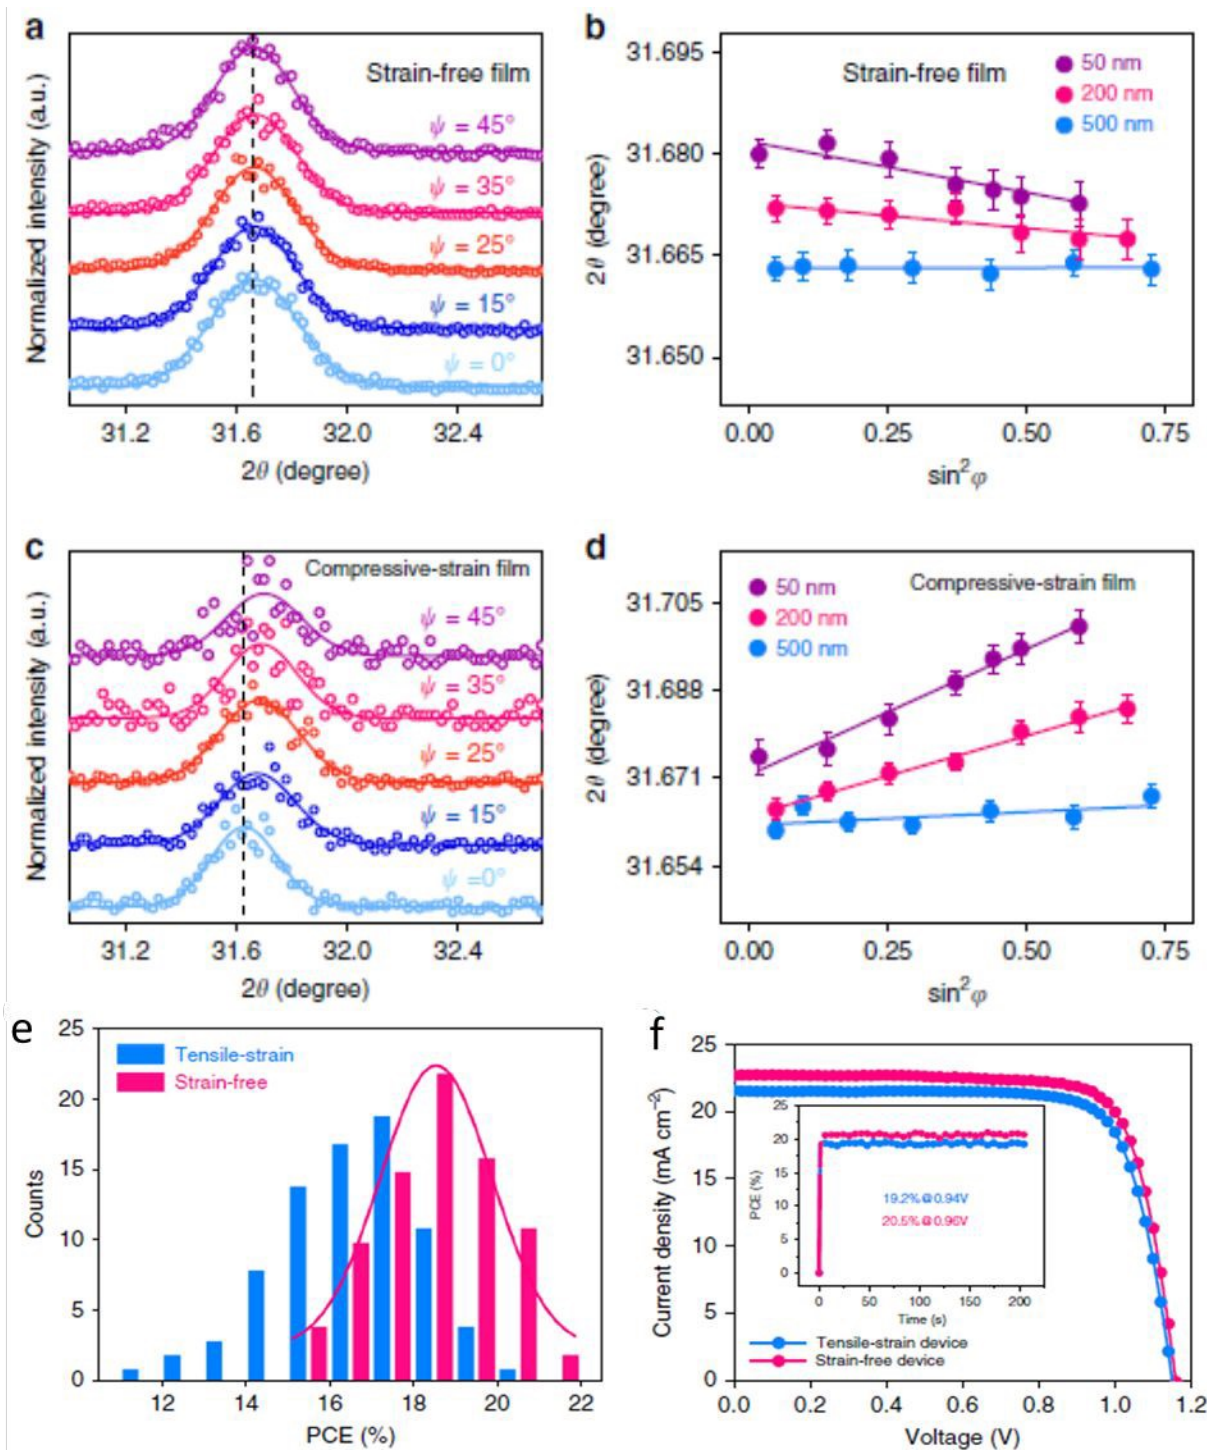 a
Normalized intensity (a.u.)
Strain-free film
ψ = 45°
ψ = 35°
ψ = 25°
ψ = 15°
ψ = 0°
31.2 31.6 32.0 32.4
2θ (degree)
b
2θ (degree)
31.695
31.680
31.665
31.650
Strain-free film
50 nm
200 nm
500 nm
0.00 0.25 0.50 0.75
sin²φ
c
Normalized intensity (a.u.)
Compressive-strain film
ψ = 45°
ψ = 35°
ψ = 25°
ψ = 15°
ψ =0°
31.2 31.6 32.0 32.4
2θ (degree)
d
2θ (degree)
31.705
31.688
31.671
31.654
50 nm
200 nm
500 nm
Compressive-strain film
0.00 0.25 0.50 0.75
sin²φ
e
Counts
25
20
15
10
5
0
Tensile-strain
Strain-free
12 14 16 18 20 22
PCE (%)
f
Current density (mA cm⁻²)
25
20
15
10
5
0
PCE (%)
25
20
15
10
5
0
19.2%@0.94V
20.5%@0.96V
0 50 100 150 200
Time (s)
Tensile-strain device
Strain-free device
0.0 0.2 0.4 0.6 0.8 1.0 1.2
Voltage (V)